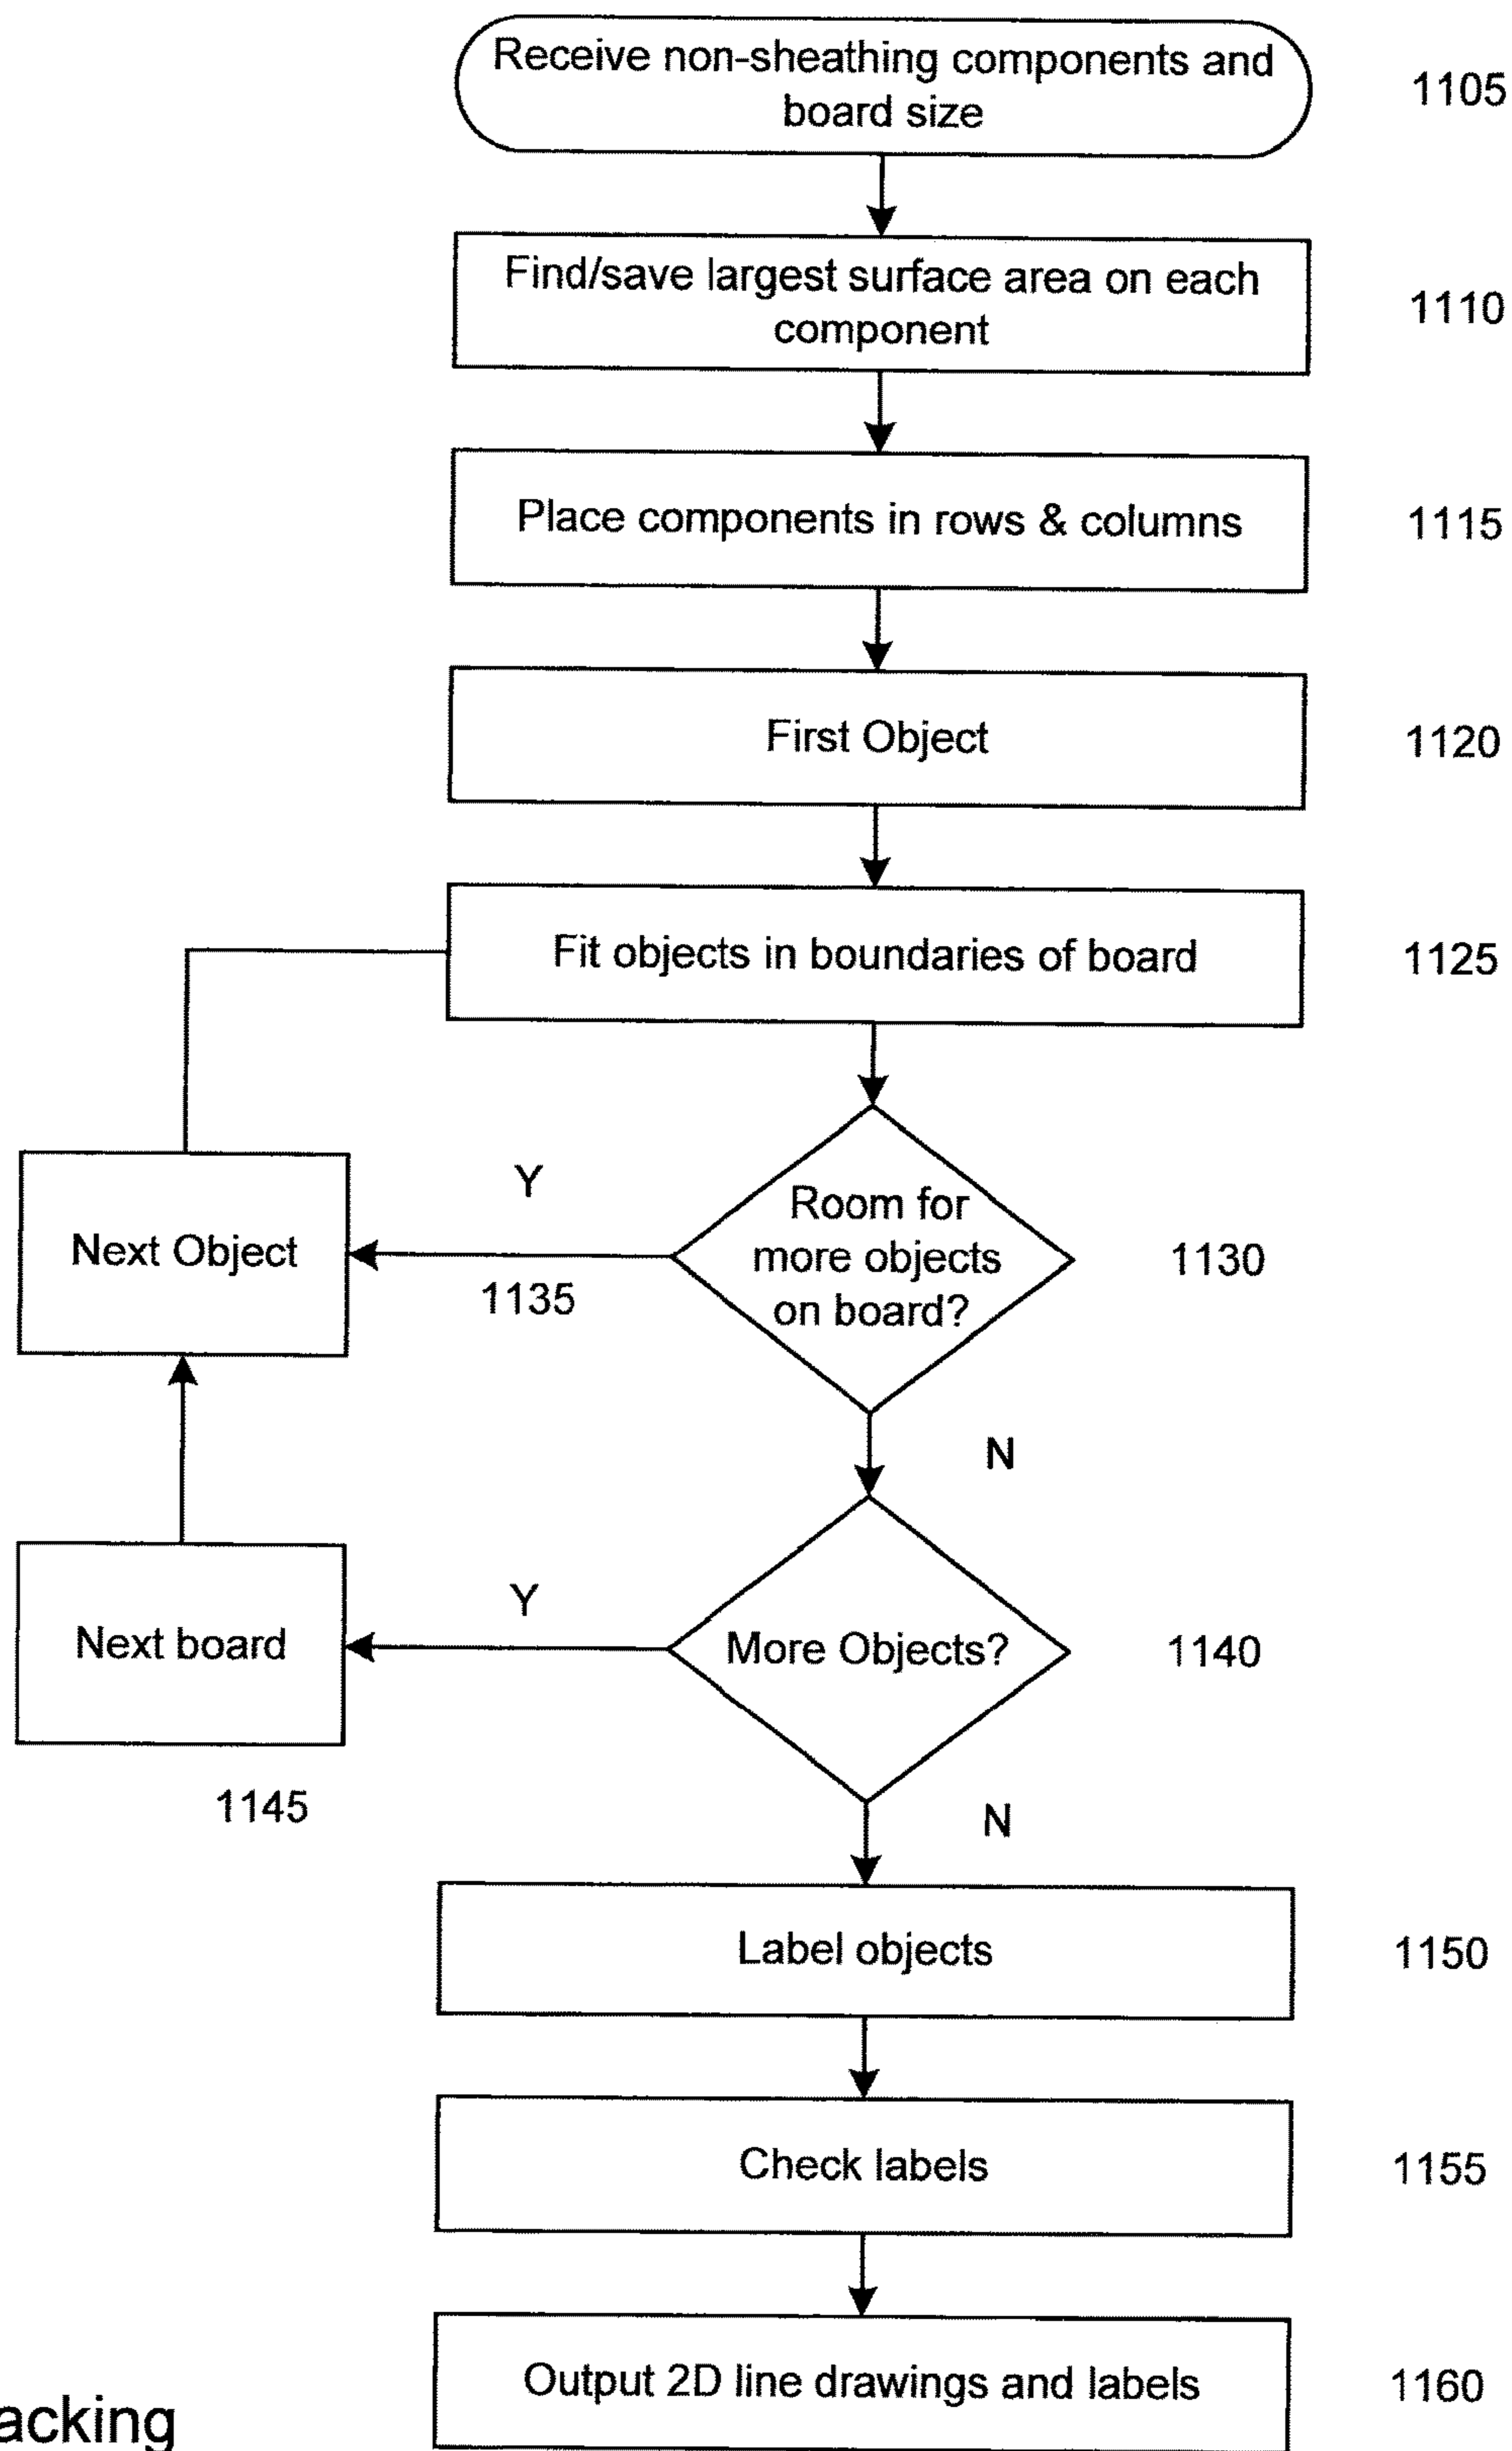 Receive non-sheathing components and
board size
1105
Find/save largest surface area on each
component
1110
Place components in rows & columns
1115
First Object
1120
Fit objects in boundaries of board
1125
Y
Room for
more objects
on board?
1130
Next Object
1135
N
Y
Next board
More Objects?
1140
1145
N
Label objects
1150
Check labels
1155
Output 2D line drawings and labels
1160
acking